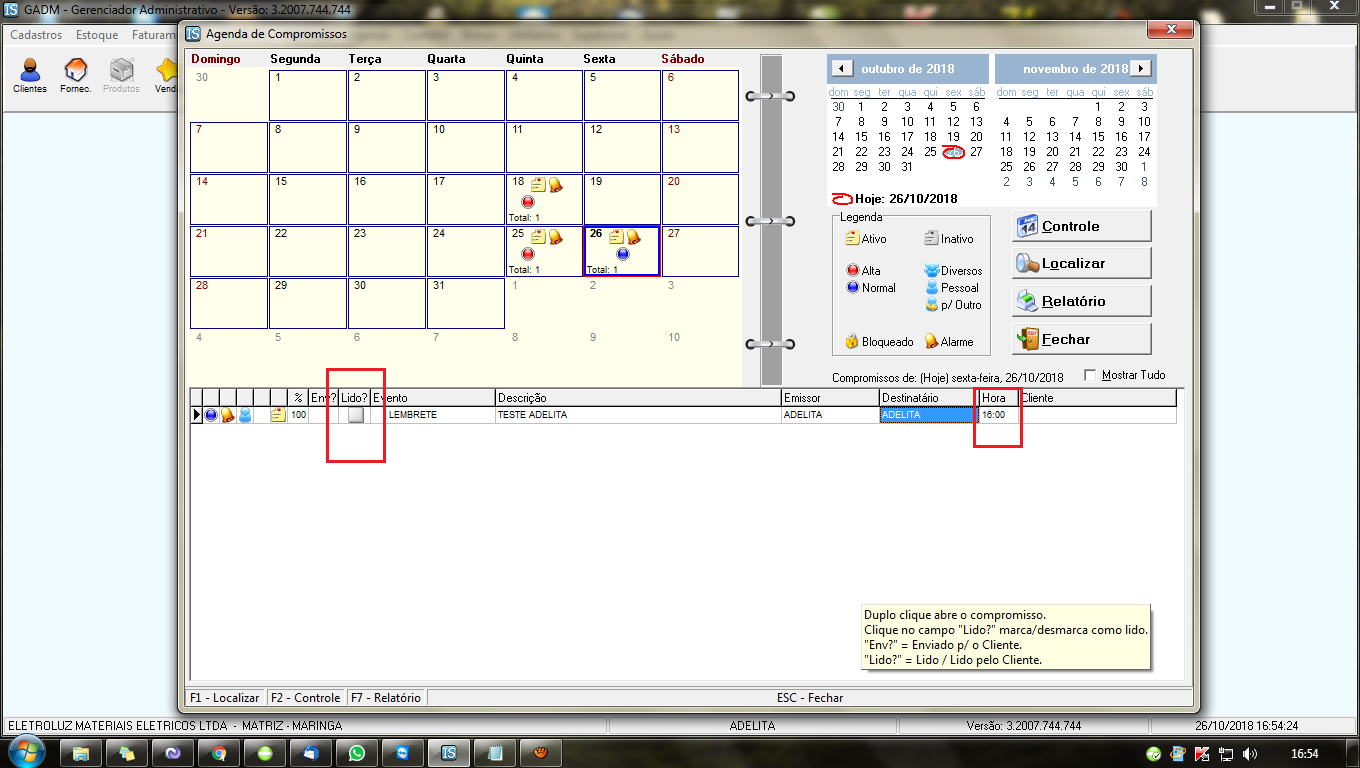 GADM - Gerenciador Administrativo - Versão: 3.2007.744.744
Cadastros Estoque Faturam
Clientes Fornec. Produtos Vend
Agenda de Compromissos
Domingo Segunda Terça Quarta Quinta Sexta Sábado
30 1 2 3 4 5 6
7 8 9 10 11 12 13
14 15 16 17 18 19 20
Total: 1
21 22 23 24 25 26 27
Total: 1 Total: 1
28 29 30 31 1 2 3
4 5 6 7 8 9 10
outubro de 2018
dom seg ter qua qui sex sáb
30 1 2 3 4 5 6
7 8 9 10 11 12 13
14 15 16 17 18 19 20
21 22 23 24 25 26 27
28 29 30 31
novembro de 2018
dom seg ter qua qui sex sáb
1 2 3
4 5 6 7 8 9 10
11 12 13 14 15 16 17
18 19 20 21 22 23 24
25 26 27 28 29 30 1
2 3 4 5 6 7 8
Hoje: 26/10/2018
Legenda
Ativo Inativo
Alta Diversos
Normal Pessoal
p/ Outro
Bloqueado Alarme
Controle
Localizar
Relatório
Fechar
Compromissos de: (Hoje) sexta-feira, 26/10/2018 Mostrar Tudo
% Env? Lido? Evento Descrição Emissor Destinatário Hora Cliente
100 LEMBRETE TESTE ADELITA ADELITA ADELITA 16:00
Duplo clique abre o compromisso.
Clique no campo "Lido?" marca/desmarca como lido.
"Env?" = Enviado p/ o Cliente.
"Lido?" = Lido / Lido pelo Cliente.
F1 - Localizar F2 - Controle F7 - Relatório ESC - Fechar
ELETROLUZ MATERIAIS ELETRICOS LTDA - MATRIZ - MARINGA ADELITA Versão: 3.2007.744.744 26/10/2018 16:54:24
16:54